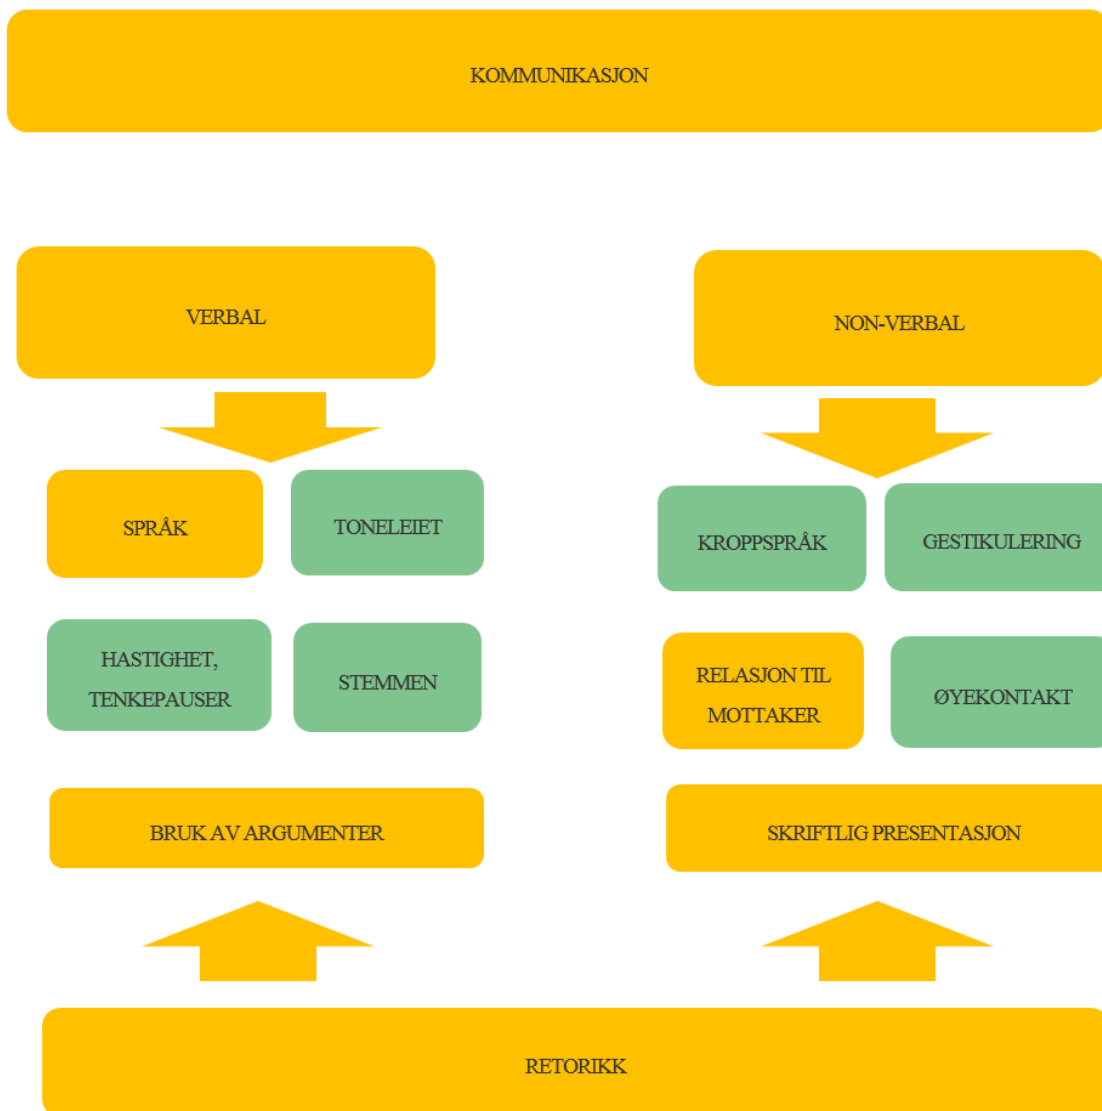 KOMMUNIKASJON
VERBAL
NON-VERBAL
SPRÅK
TONELEIET
KROPPSPRÅK
GESTIKULERING
HASTIGHET,
TENKEPAUSER
STEMMEN
RELASJON TIL
MOTTAKER
ØYEKONTAKT
BRUK AV ARGUMENTER
SKRIFTLIG PRESENTASJON
RETORIKK